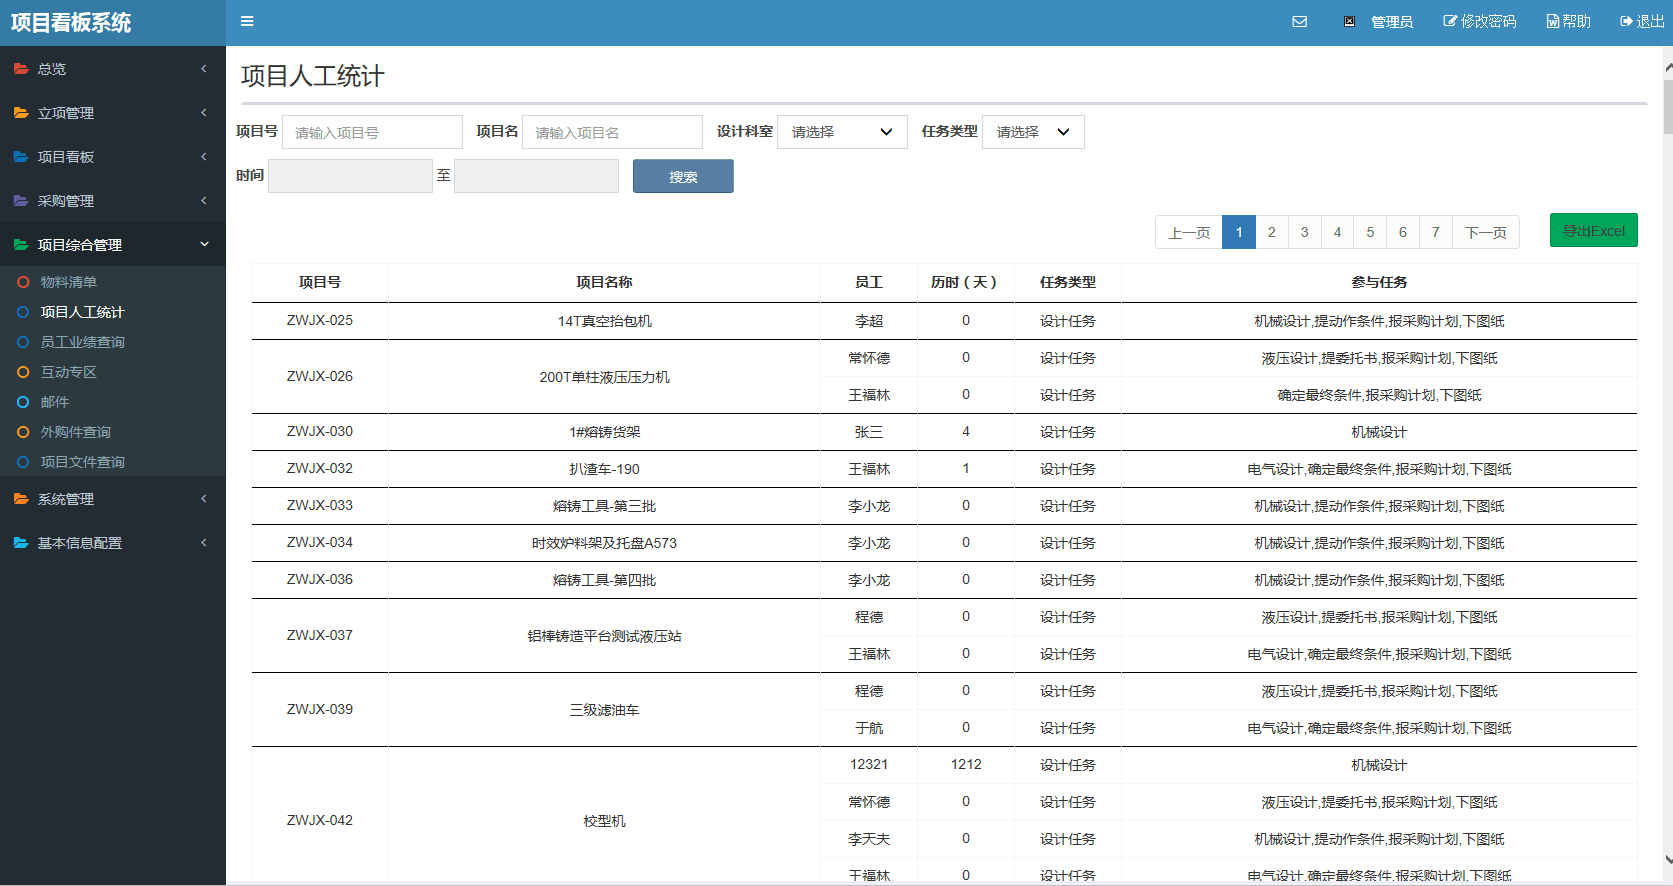 项目看板系统
管理员 修改密码 帮助 退出
总览
立项管理
项目看板
采购管理
项目综合管理
物料清单
项目人工统计
员工业绩查询
互动专区
邮件
外购件查询
项目文件查询
系统管理
基本信息配置
项目人工统计
项目号 请输入项目号 项目名 请输入项目名 设计科室 请选择 任务类型 请选择
时间 至 搜索
上一页 1 2 3 4 5 6 7 下一页 导出Excel
项目号 项目名称 员工 历时（天） 任务类型 参与任务
ZWJX-025 14T真空抬包机 李超 0 设计任务 机械设计,提动作条件,报采购计划,下图纸
ZWJX-026 200T单柱液压压力机 常怀德 0 设计任务 液压设计,提委托书,报采购计划,下图纸
王福林 0 设计任务 确定最终条件,报采购计划,下图纸
ZWJX-030 1#熔铸货架 张三 4 设计任务 机械设计
ZWJX-032 扒渣车-190 王福林 1 设计任务 电气设计,确定最终条件,报采购计划,下图纸
ZWJX-033 熔铸工具-第三批 李小龙 0 设计任务 机械设计,提动作条件,报采购计划,下图纸
ZWJX-034 时效炉料架及托盘A573 李小龙 0 设计任务 机械设计,提动作条件,报采购计划,下图纸
ZWJX-036 熔铸工具-第四批 李小龙 0 设计任务 机械设计,提动作条件,报采购计划,下图纸
ZWJX-037 铝棒铸造平台测试液压站 程德 0 设计任务 液压设计,提委托书,报采购计划,下图纸
王福林 0 设计任务 电气设计,确定最终条件,报采购计划,下图纸
ZWJX-039 三级滤油车 程德 0 设计任务 液压设计,提委托书,报采购计划,下图纸
于航 0 设计任务 电气设计,确定最终条件,报采购计划,下图纸
ZWJX-042 校型机 12321 1212 设计任务 机械设计
常怀德 0 设计任务 液压设计,提委托书,报采购计划,下图纸
李天夫 0 设计任务 机械设计,提动作条件,报采购计划,下图纸
王福林 0 设计任务 电气设计,确定最终条件,报采购计划,下图纸